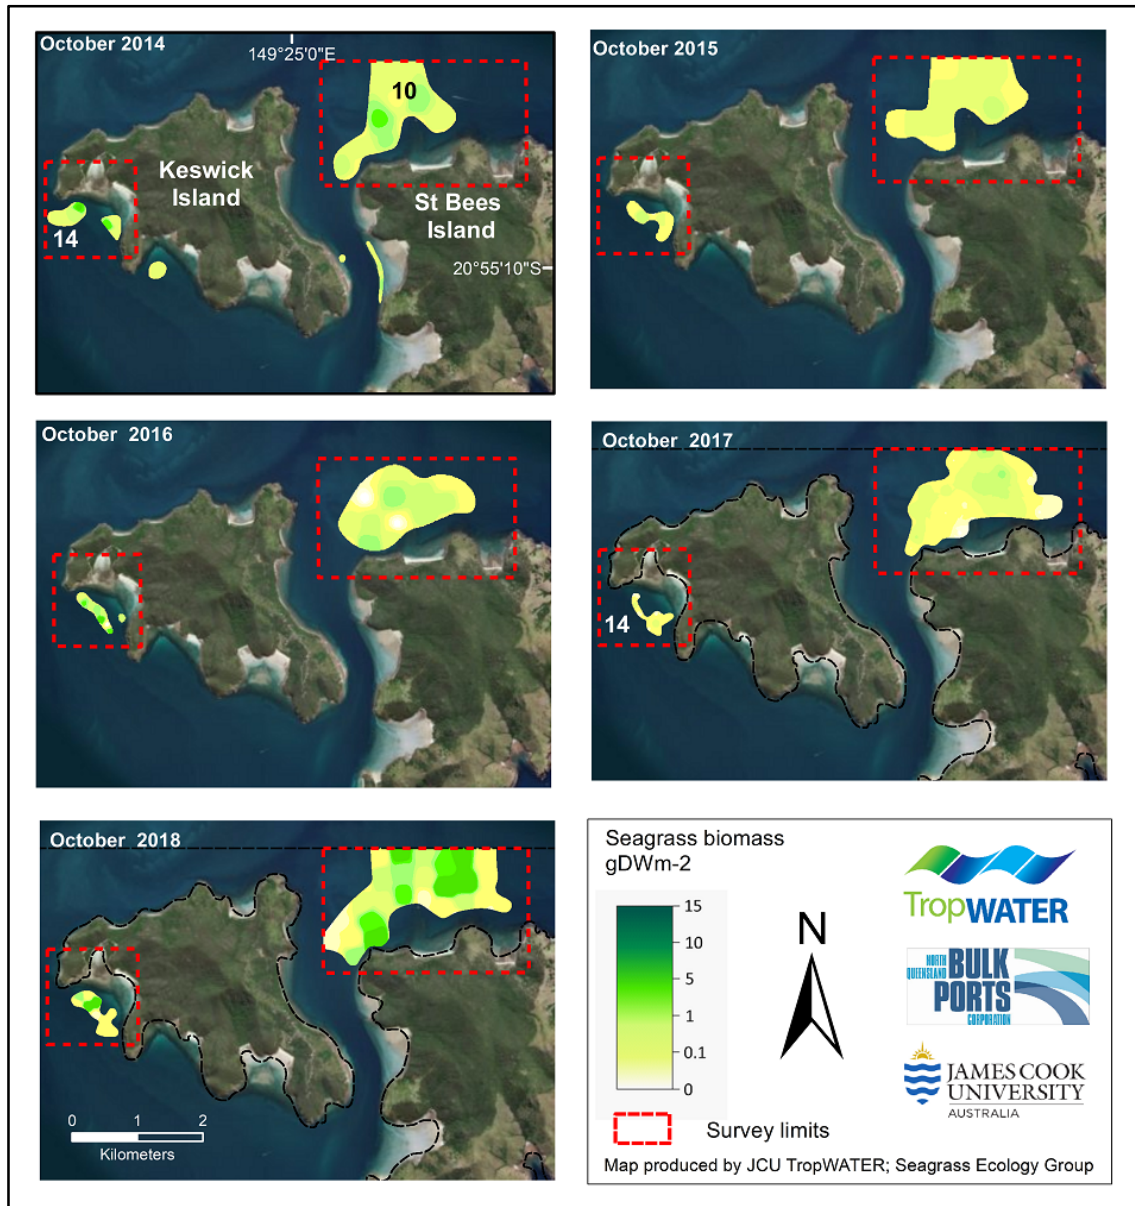 October 2014
149°25'0"E
10
Keswick
Island
St Bees
Island
14
20°55'10"S
October 2015
October 2016
October 2017
14
October 2018
0 1 2
Kilometers
Seagrass biomass
gDWm-2
15
10
5
1
0.1
0
N
Survey limits
Map produced by JCU TropWATER; Seagrass Ecology Group
TropWATER
NORTH
QUEENSLAND
BULK
PORTS
CORPORATION
JAMES COOK
UNIVERSITY
AUSTRALIA